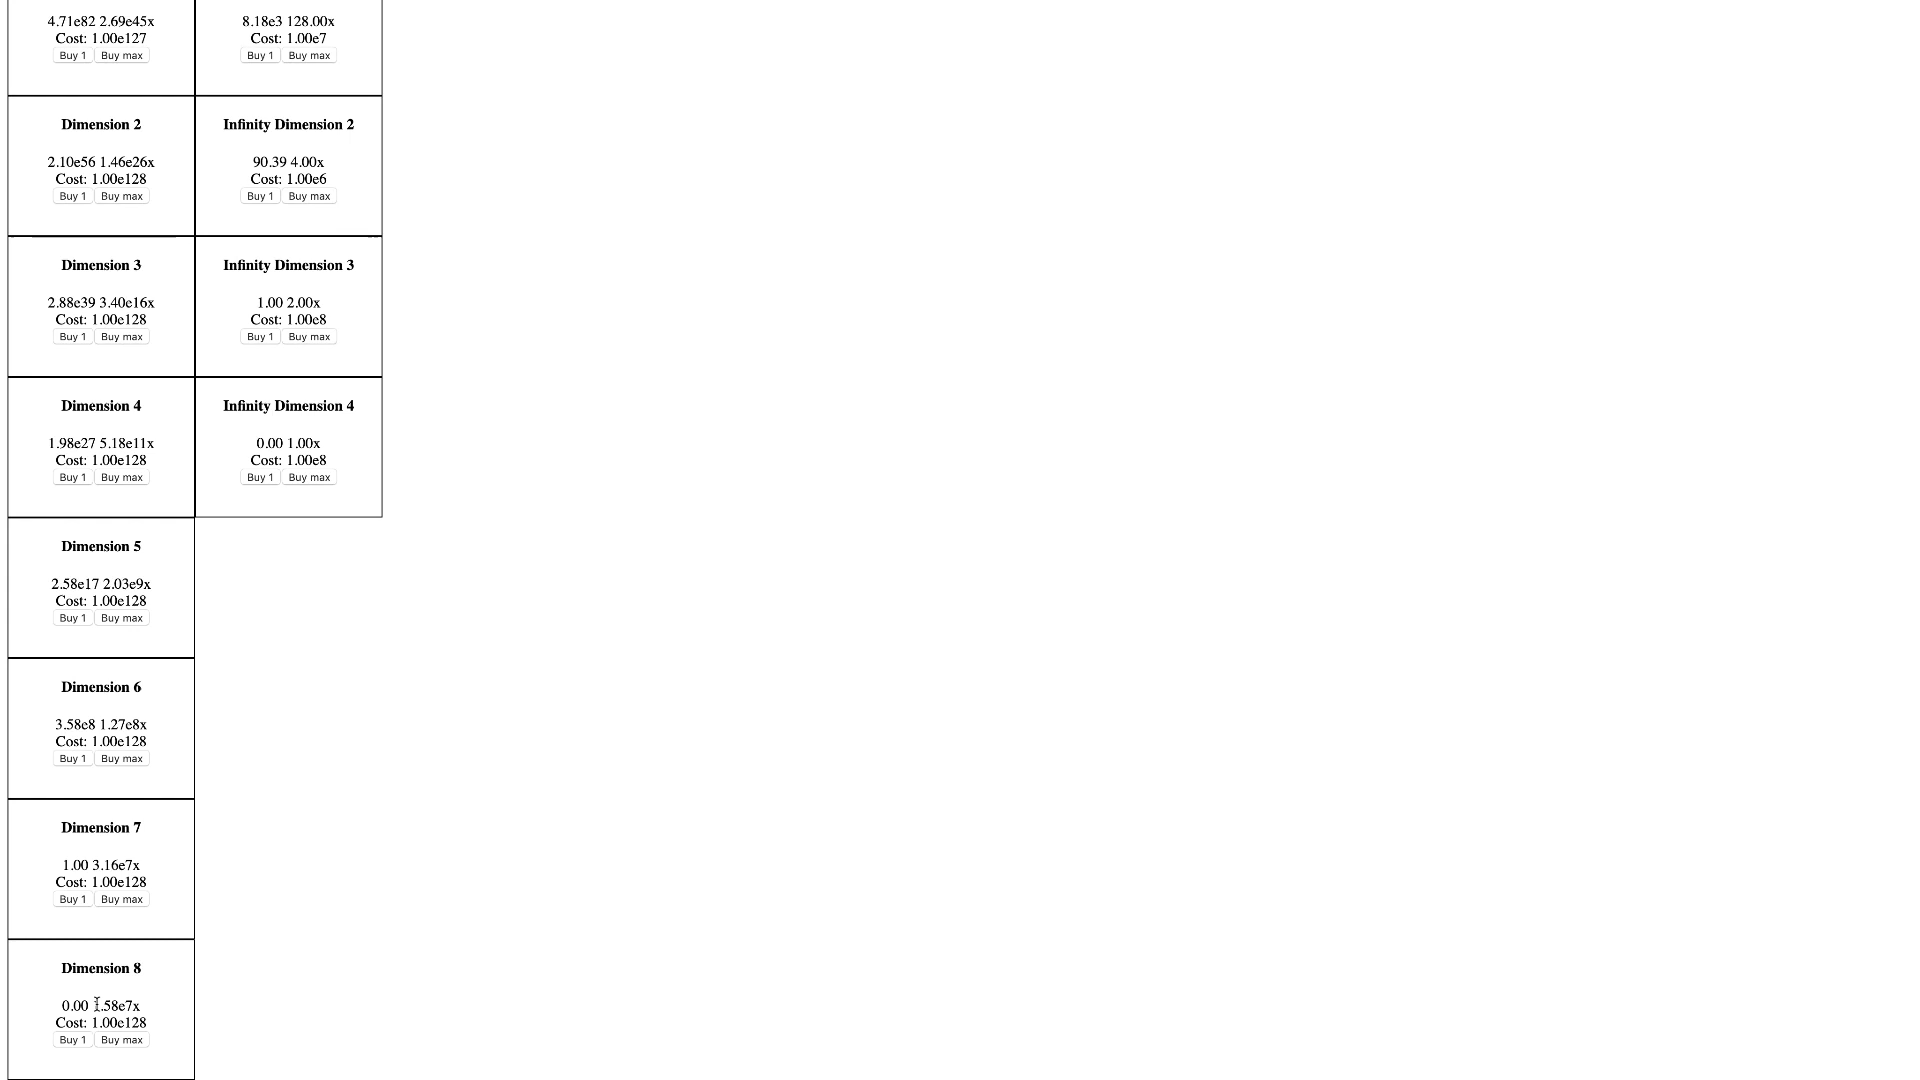 4.71e82 2.69e45x
Cost: 1.00e127
Buy 1 Buy max
8.18e3 128.00x
Cost: 1.00e7
Buy 1 Buy max
Dimension 2
2.10e56 1.46e26x
Cost: 1.00e128
Buy 1 Buy max
Infinity Dimension 2
90.39 4.00x
Cost: 1.00e6
Buy 1 Buy max
Dimension 3
2.88e39 3.40e16x
Cost: 1.00e128
Buy 1 Buy max
Infinity Dimension 3
1.00 2.00x
Cost: 1.00e8
Buy 1 Buy max
Dimension 4
1.98e27 5.18e11x
Cost: 1.00e128
Buy 1 Buy max
Infinity Dimension 4
0.00 1.00x
Cost: 1.00e8
Buy 1 Buy max
Dimension 5
2.58e17 2.03e9x
Cost: 1.00e128
Buy 1 Buy max
Dimension 6
3.58e8 1.27e8x
Cost: 1.00e128
Buy 1 Buy max
Dimension 7
1.00 3.16e7x
Cost: 1.00e128
Buy 1 Buy max
Dimension 8
0.00
Cost: 1.00e128
Buy 1 Buy max